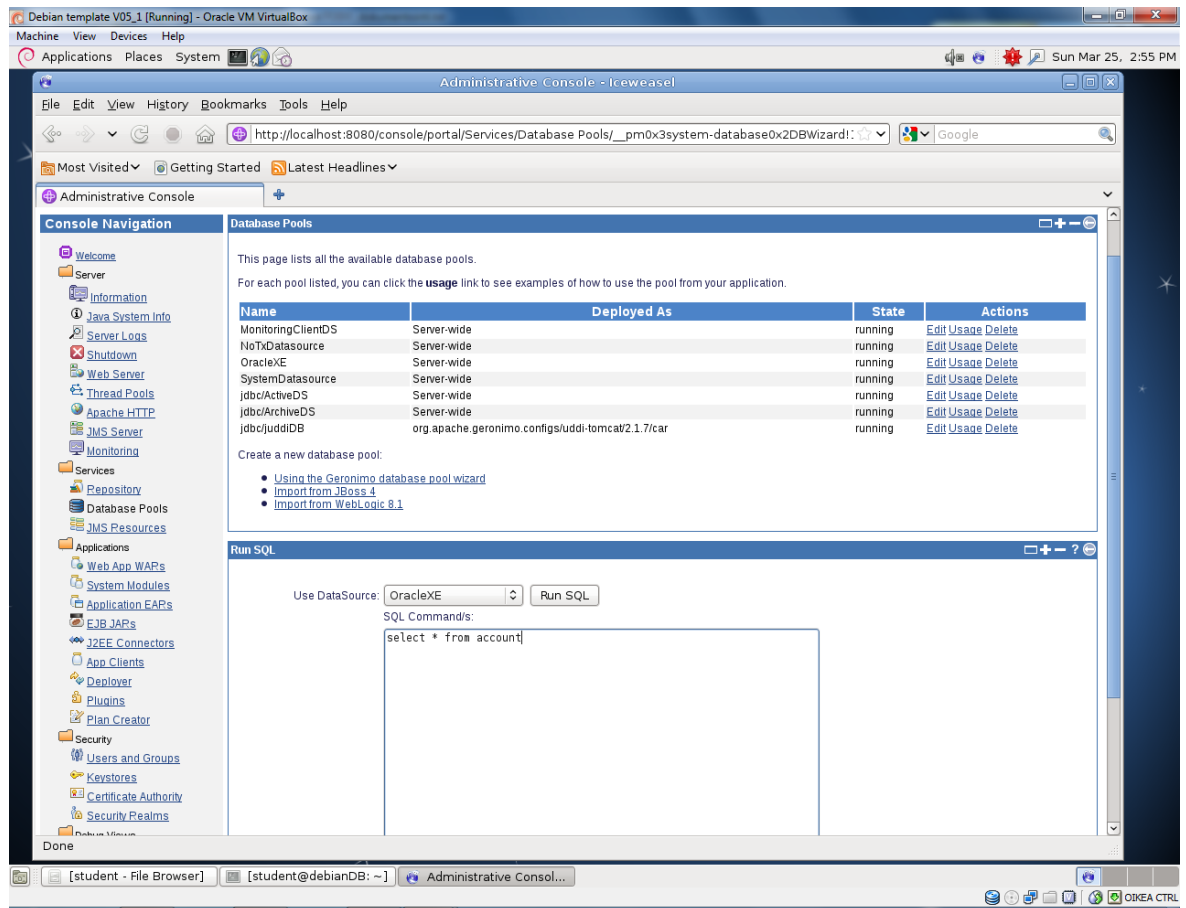 Debian template V05_1 [Running] - Oracle VM VirtualBox
Machine View Devices Help
Applications Places System Sun Mar 25, 2:55 PM
Administrative Console - Iceweasel
File Edit View History Bookmarks Tools Help
http://localhost:8080/console/portal/Services/Database Pools/__pm0x3system-database0x2DBWizard!: Google
Most Visited Getting Started Latest Headlines
Administrative Console
Console Navigation
Welcome
Server
Information
Java System Info
Server Logs
Shutdown
Web Server
Thread Pools
Apache HTTP
JMS Server
Monitoring
Services
Repository
Database Pools
JMS Resources
Applications
Web App WARs
System Modules
Application EARs
EJB JARs
J2EE Connectors
App Clients
Deployer
Plugins
Plan Creator
Security
Users and Groups
Keystores
Certificate Authority
Security Realms
Debug Views
Database Pools
This page lists all the available database pools.
For each pool listed, you can click the usage link to see examples of how to use the pool from your application.
Name Deployed As State Actions
MonitoringClientDS Server-wide running Edit Usage Delete
NoTxDatasource Server-wide running Edit Usage Delete
OracleXE Server-wide running Edit Usage Delete
SystemDatasource Server-wide running Edit Usage Delete
jdbc/ActiveDS Server-wide running Edit Usage Delete
jdbc/ArchiveDS Server-wide running Edit Usage Delete
jdbc/juddiDB org.apache.geronimo.configs/uddi-tomcat/2.1.7/car running Edit Usage Delete
Create a new database pool:
Using the Geronimo database pool wizard
Import from JBoss 4
Import from WebLogic 8.1
Run SQL ?
Use DataSource: OracleXE Run SQL
SQL Command/s:
select * from account
Done
[student - File Browser] [student@debianDB: ~] Administrative Consol...
OIKEA CTRL